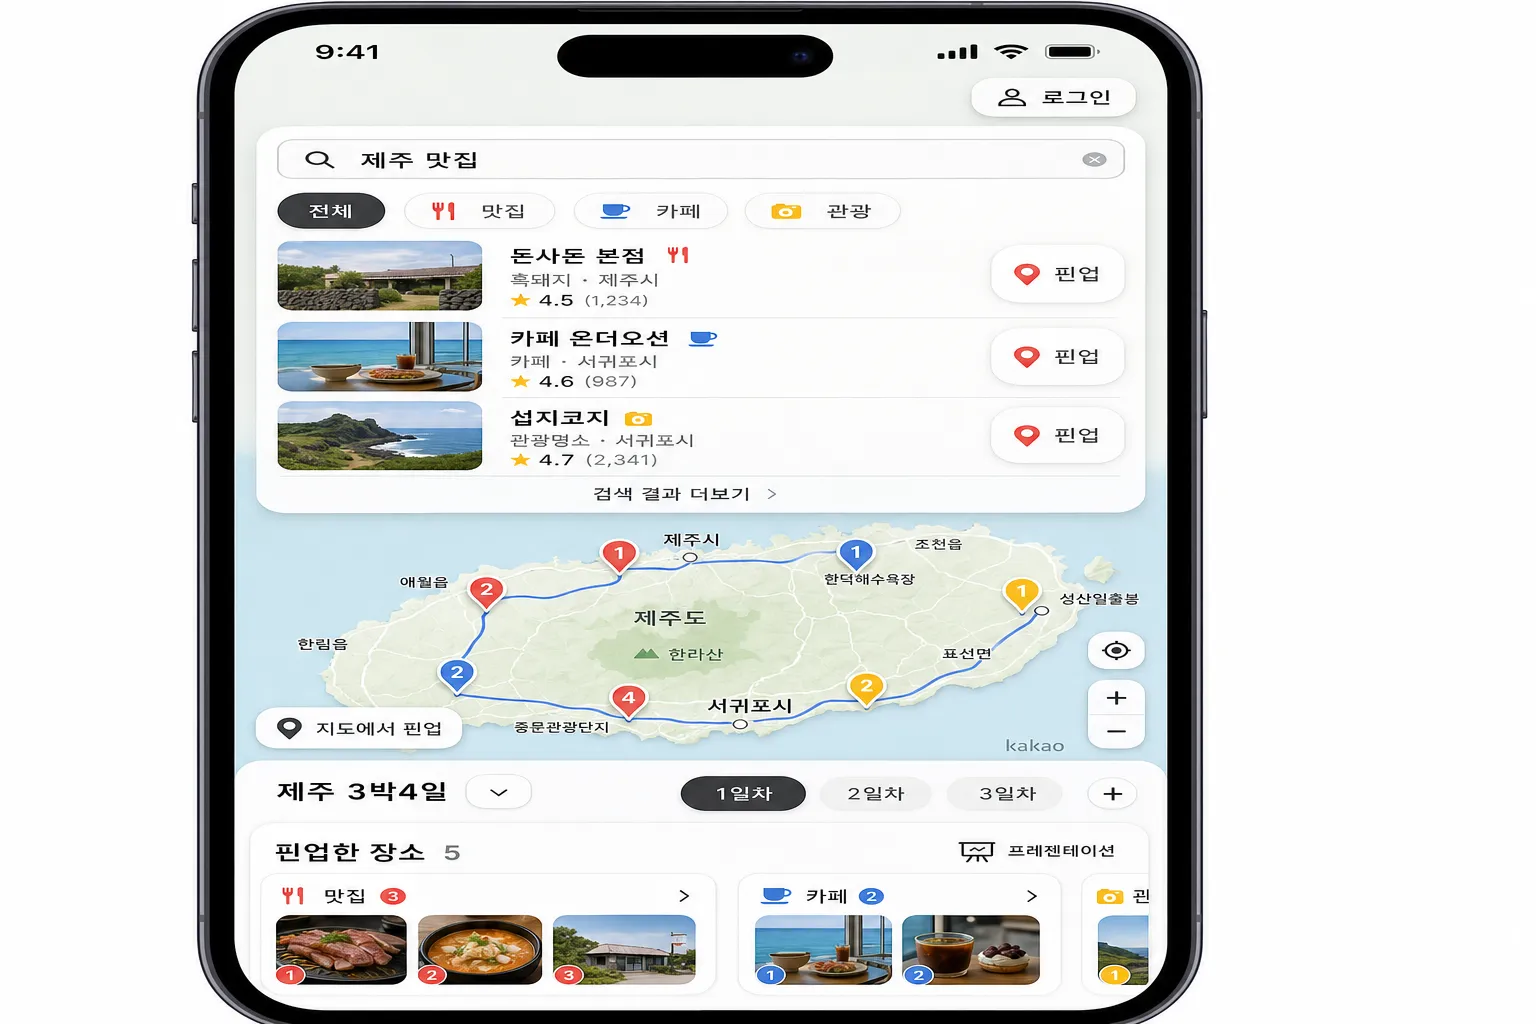 9:41
로그인
제주 맛집
전체 맛집 카페 관광
돈사돈 본점
흑돼지 · 제주시
4.5 (1,234)
핀업
카페 온더오션
카페 · 서귀포시
4.6 (987)
핀업
섭지코지
관광명소 · 서귀포시
4.7 (2,341)
핀업
검색 결과 더보기 >
제주시
조천읍
1
1
한덕해수욕장
애월읍
2
1
성산일출봉
제주도
한림읍
한라산
표선면
2
4
2
서귀포시
중문관광단지
지도에서 핀업
+
−
kakao
제주 3박4일
1일차 2일차 3일차 +
핀업한 장소 5
프레젠테이션
맛집 3 >
카페 2 >
관
1 2 3
1 2
1